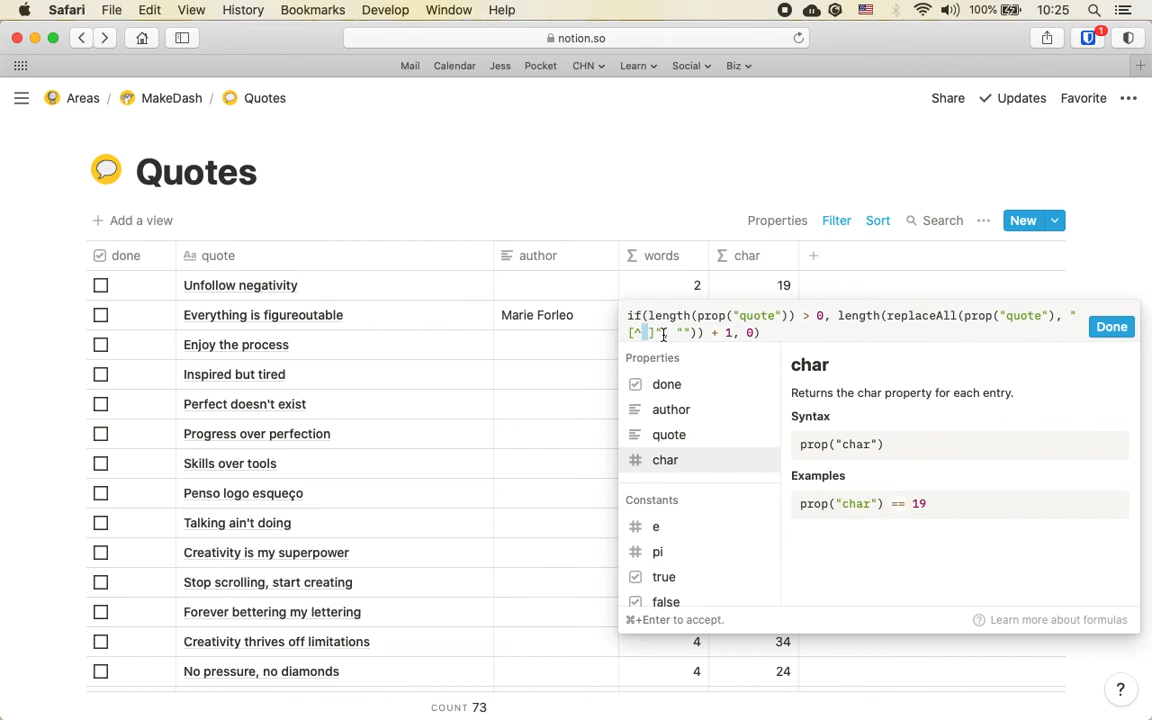 Safari File Edit View History Bookmarks Develop Window Help 100% 10:25
notion.so 1
Mail Calendar Jess Pocket CHN Learn Social Biz
Areas / MakeDash / Quotes Share Updates Favorite
Quotes
Add a view Properties Filter Sort Search New
done Aa quote author words char
Unfollow negativity 2 19
Everything is figureoutable Marie Forleo
Enjoy the process
Inspired but tired
Perfect doesn't exist
Progress over perfection
Skills over tools
Penso logo esqueço
Talking ain't doing
Creativity is my superpower
Stop scrolling, start creating
Forever bettering my lettering
Creativity thrives off limitations 4 34
No pressure, no diamonds 4 24
COUNT 73
if(length(prop("quote")) > 0, length(replaceAll(prop("quote"), "
[^ ]", "")) + 1, 0)
Done
Properties
done
author
quote
char
Constants
e
pi
true
false
char
Returns the char property for each entry.
Syntax
prop("char")
Examples
prop("char") == 19
⌘+Enter to accept. Learn more about formulas
?